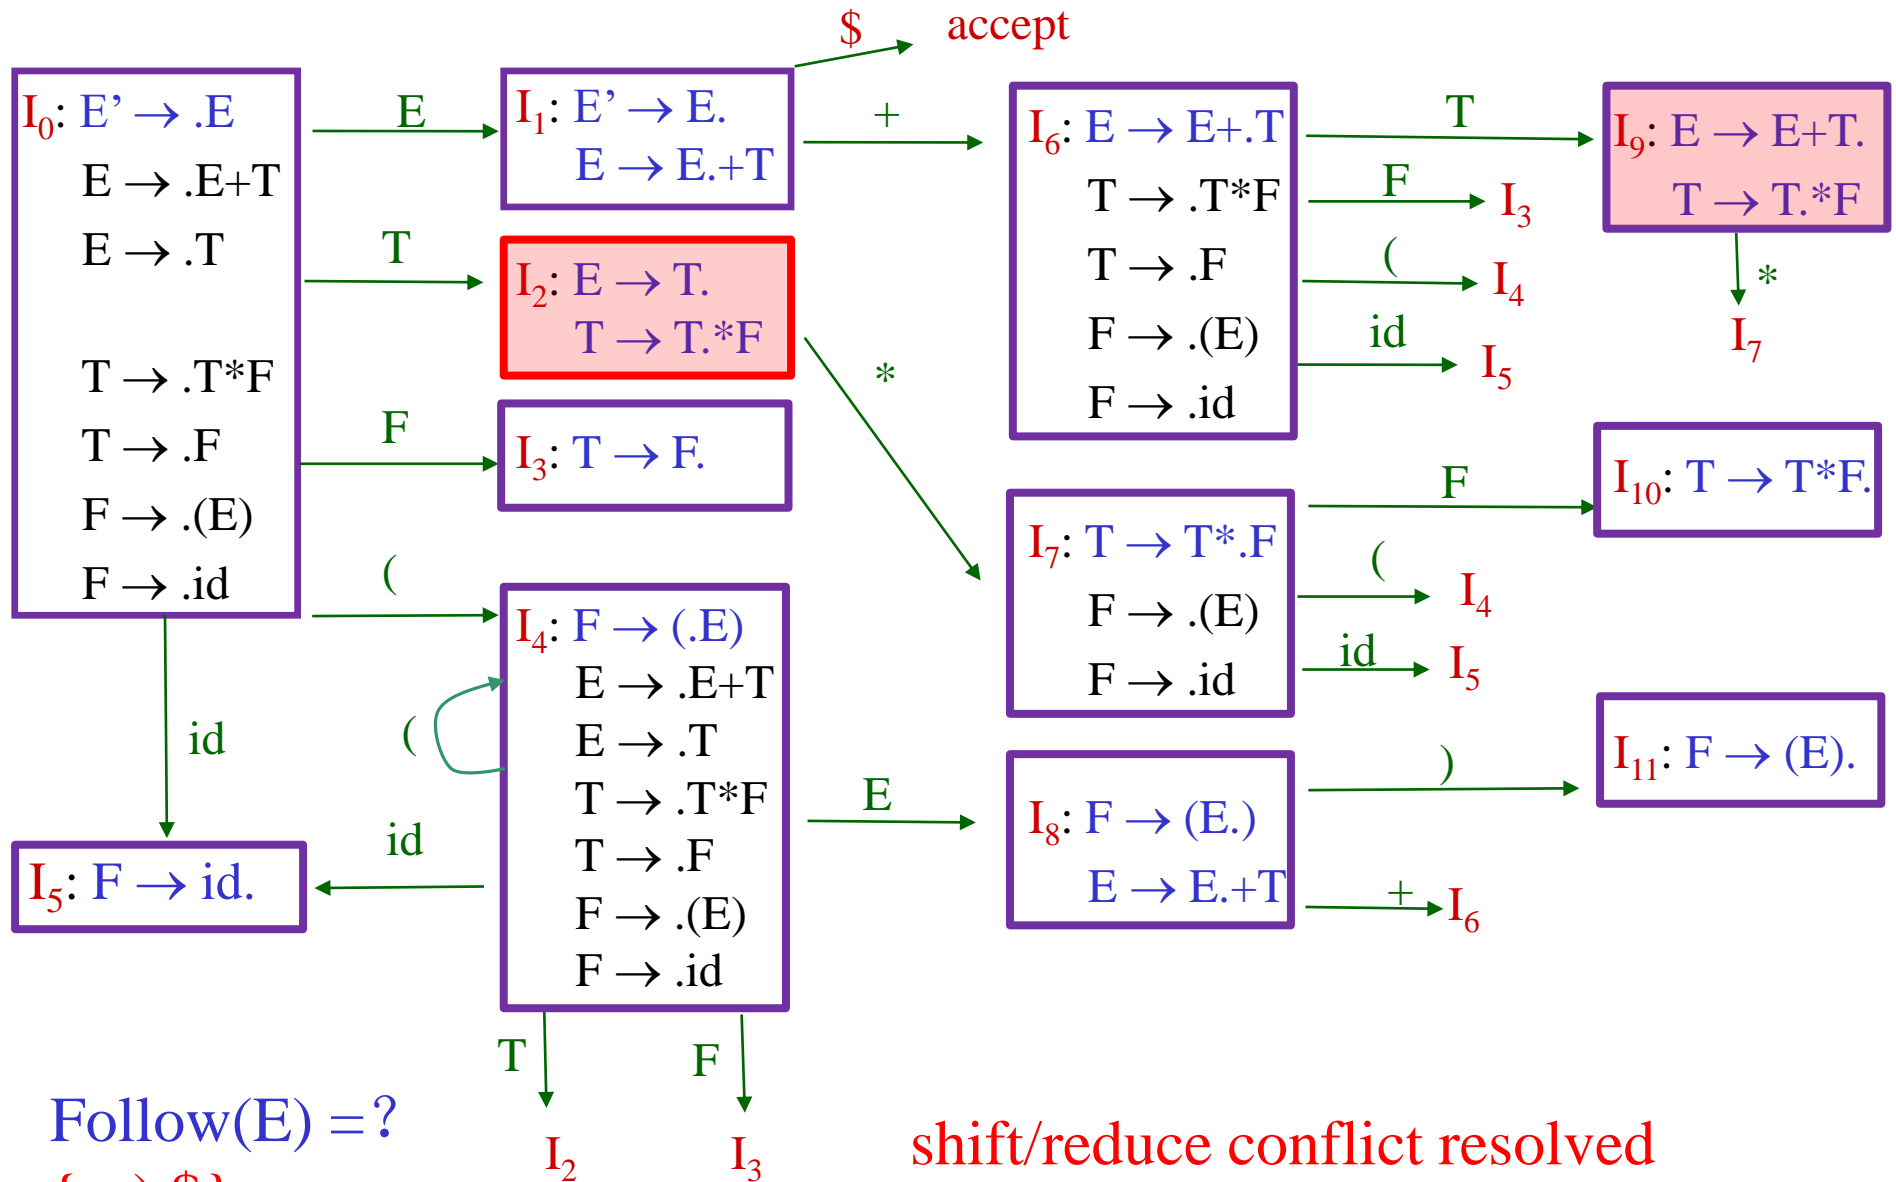 $ accept
I₀: E’ → .E
E → .E+T
E → .T
T → .T*F
T → .F
F → .(E)
F → .id
E
T
F
(
id
I₁: E’ → E.
E → E.+T
+
I₂: E → T.
T → T.*F
*
I₃: T → F.
I₄: F → (.E)
E → .E+T
E → .T
T → .T*F
T → .F
F → .(E)
F → .id
(
id
E
T
F
I₂
I₃
I₅: F → id.
I₆: E → E+.T
T → .T*F
T → .F
F → .(E)
F → .id
T
F
I₃
(
I₄
id
I₅
I₇: T → T*.F
F → .(E)
F → .id
F
(
I₄
id
I₅
I₈: F → (E.)
E → E.+T
)
+
I₆
I₉: E → E+T.
T → T.*F
*
I₇
I₁₀: T → T*F.
I₁₁: F → (E).
Follow(E) =?
shift/reduce conflict resolved